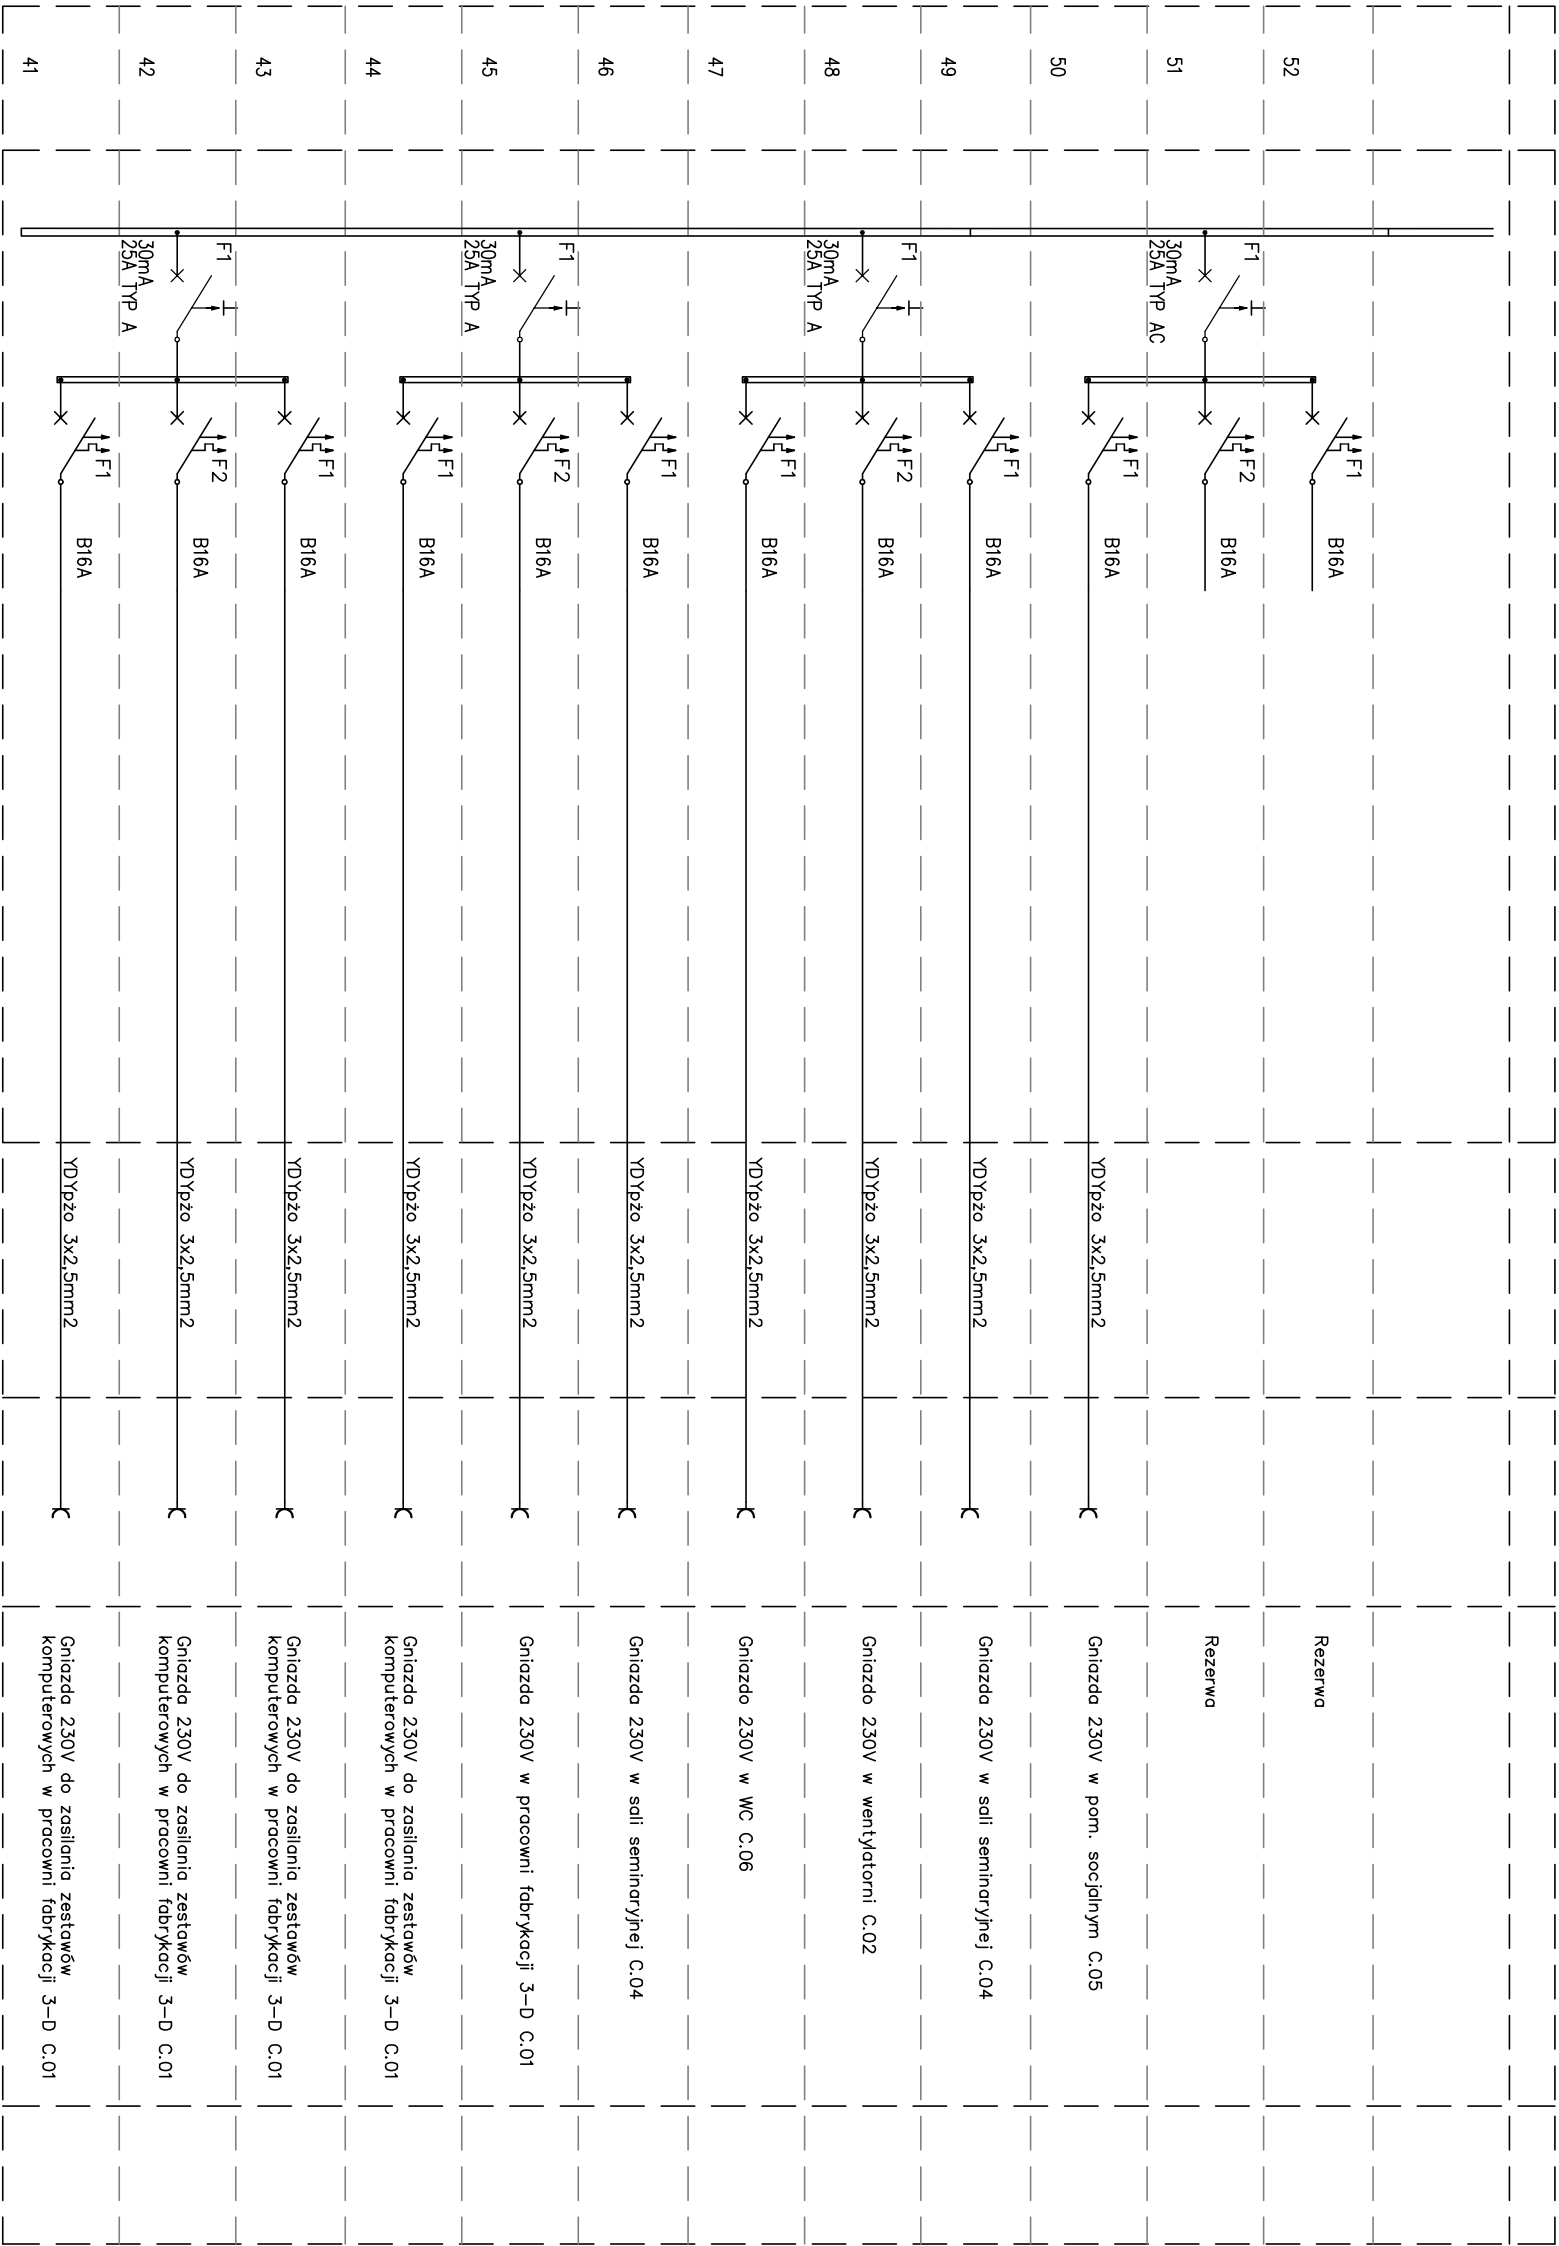 41
42
43
44
45
46
47
48
49
50
51
52
F1
30mA
25A TYP A
F1
30mA
25A TYP A
F1
30mA
25A TYP A
F1
30mA
25A TYP AC
F1
F2
F1
F1
F2
F1
F1
F2
F1
F1
F2
F1
B16A
B16A
B16A
B16A
B16A
B16A
B16A
B16A
B16A
B16A
B16A
B16A
YDYpżo 3x2,5mm2
YDYpżo 3x2,5mm2
YDYpżo 3x2,5mm2
YDYpżo 3x2,5mm2
YDYpżo 3x2,5mm2
YDYpżo 3x2,5mm2
YDYpżo 3x2,5mm2
YDYpżo 3x2,5mm2
YDYpżo 3x2,5mm2
YDYpżo 3x2,5mm2
Gniazda 230V do zasilania zestawów
komputerowych w pracowni fabrykacji 3-D C.01
Gniazda 230V do zasilania zestawów
komputerowych w pracowni fabrykacji 3-D C.01
Gniazda 230V do zasilania zestawów
komputerowych w pracowni fabrykacji 3-D C.01
Gniazda 230V do zasilania zestawów
komputerowych w pracowni fabrykacji 3-D C.01
Gniazda 230V w pracowni fabrykacji 3-D C.01
Gniazda 230V w sali seminaryjnej C.04
Gniazdo 230V w WC C.06
Gniazdo 230V w wentylatorni C.02
Gniazda 230V w sali seminaryjnej C.04
Gniazda 230V w pom. socjalnym C.05
Rezerwa
Rezerwa